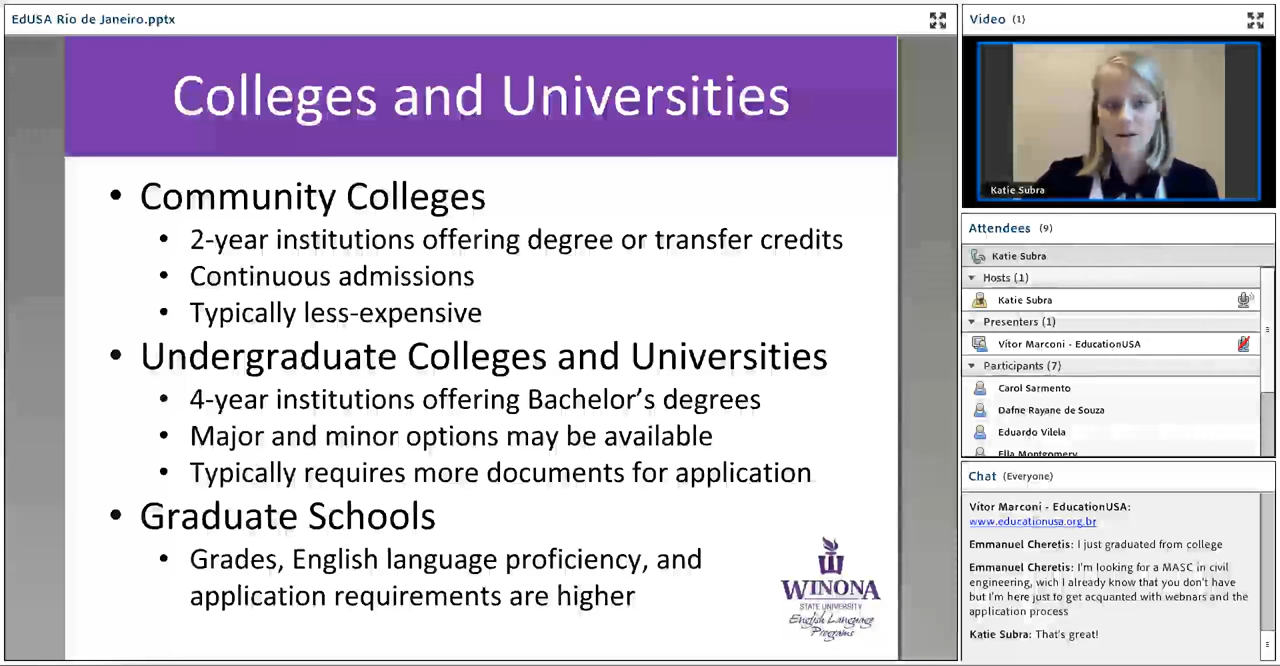 EdUSA Rio de Janeiro.pptx
Colleges and Universities
• Community Colleges
• 2-year institutions offering degree or transfer credits
• Continuous admissions
• Typically less-expensive
• Undergraduate Colleges and Universities
• 4-year institutions offering Bachelor's degrees
• Major and minor options may be available
• Typically requires more documents for application
• Graduate Schools
• Grades, English language proficiency, and
application requirements are higher
WINONA
STATE UNIVERSITY
English Language
Programs
Video (1)
Katie Subra
Attendees (9)
Katie Subra
Hosts (1)
Katie Subra
Presenters (1)
Vitor Marconi - EducationUSA
Participants (7)
Carol Sarmento
Dafne Rayane de Souza
Eduardo Vilela
Ella Montgomery
Chat (Everyone)
Vitor Marconi - EducationUSA:
www.educationusa.org.br
Emmanuel Cheretis: I just graduated from college
Emmanuel Cheretis: I'm looking for a MASC in civil
engineering, wich I already know that you don't have
but I'm here just to get acquanted with webnars and the
application process
Katie Subra: That's great!